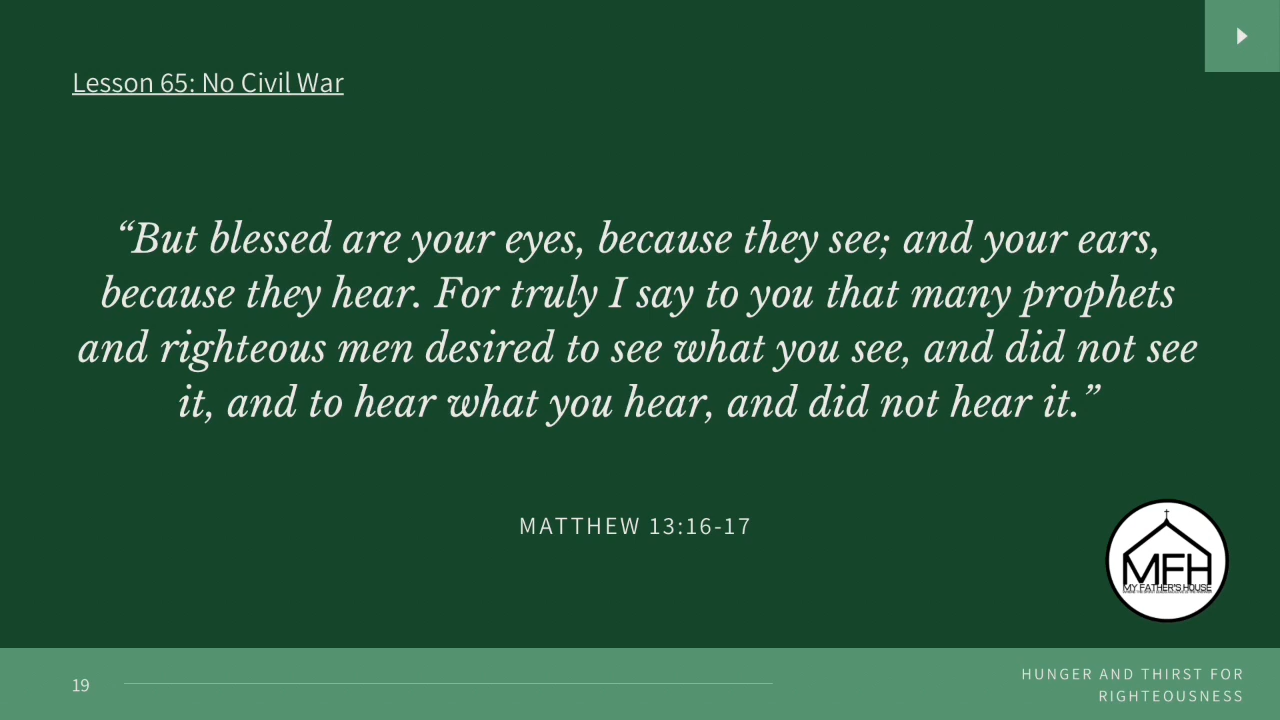 Lesson 65: No Civil War
“But blessed are your eyes, because they see; and your ears,
because they hear. For truly I say to you that many prophets
and righteous men desired to see what you see, and did not see
it, and to hear what you hear, and did not hear it.”
MATTHEW 13:16-17
MFH
MY FATHER'S HOUSE
19
HUNGER AND THIRST FOR
RIGHTEOUSNESS